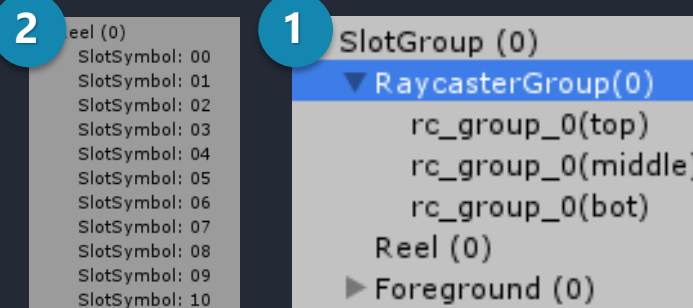 2
eel (0)
SlotSymbol: 00
SlotSymbol: 01
SlotSymbol: 02
SlotSymbol: 03
SlotSymbol: 04
SlotSymbol: 05
SlotSymbol: 06
SlotSymbol: 07
SlotSymbol: 08
SlotSymbol: 09
SlotSymbol: 10
1
SlotGroup (0)
RaycasterGroup(0)
rc_group_0(top)
rc_group_0(middle)
rc_group_0(bot)
Reel (0)
Foreground (0)